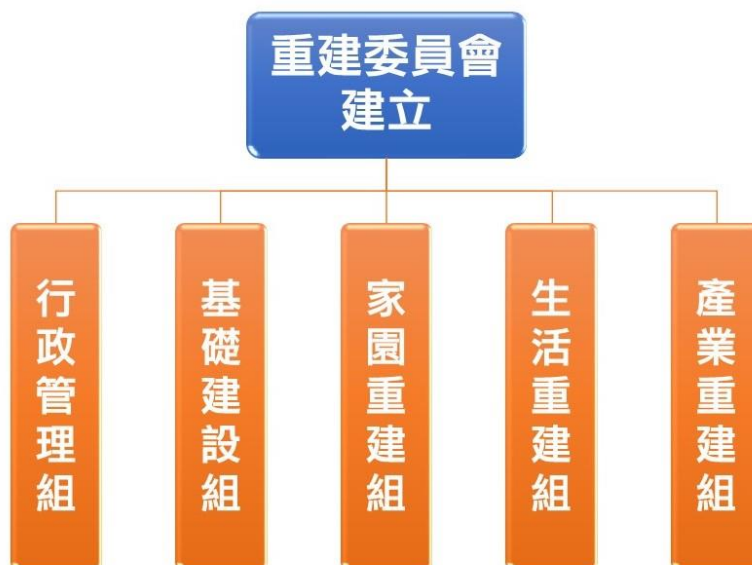 重建委員會
建立
行政管理組
基礎建設組
家園重建組
生活重建組
產業重建組